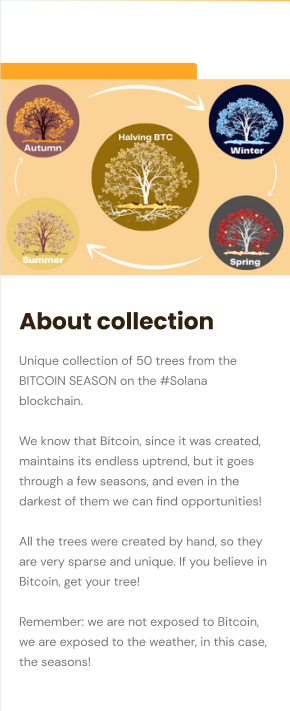 Halving BTC
Autumn
Winter
Summer
Spring
About collection
Unique collection of 50 trees from the
BITCOIN SEASON on the #Solana
blockchain.
We know that Bitcoin, since it was created,
maintains its endless uptrend, but it goes
through a few seasons, and even in the
darkest of them we can find opportunities!
All the trees were created by hand, so they
are very sparse and unique. If you believe in
Bitcoin, get your tree!
Remember: we are not exposed to Bitcoin,
we are exposed to the weather, in this case,
the seasons!